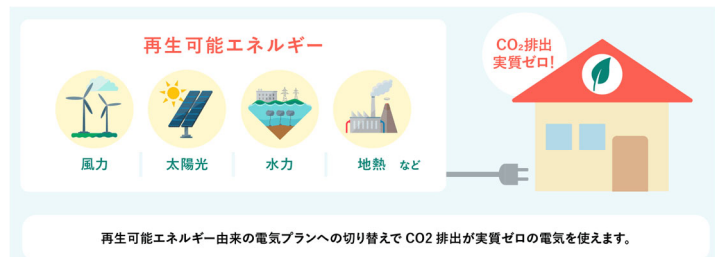 再生可能エネルギー
CO₂排出
実質ゼロ!
風力
太陽光
水力
地熱 など
再生可能エネルギー由来の電気プランへの切り替えでCO2排出が実質ゼロの電気を使えます。